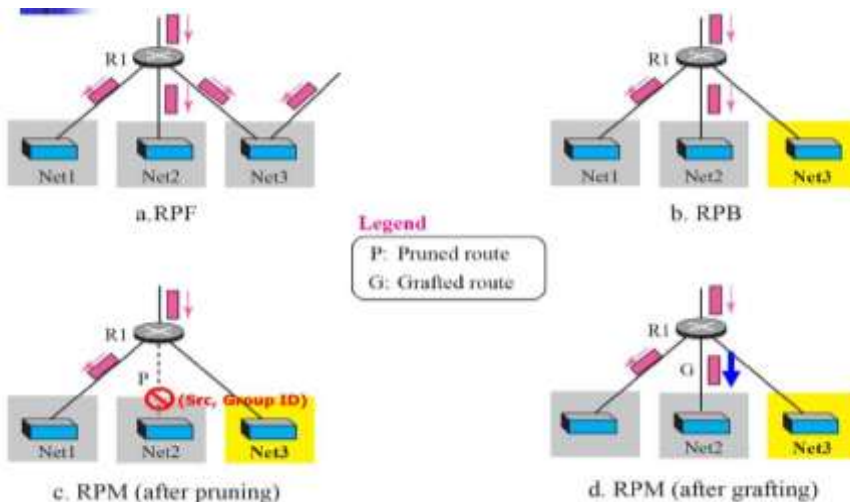 R1
Net1
Net2
Net3
a.RPF
R1
Net1
Net2
Net3
b. RPB
Legend
P: Pruned route
G: Grafted route
R1
P
(Src, Group ID)
Net1
Net2
Net3
c. RPM (after pruning)
R1
G
Net2
Net3
d. RPM (after grafting)